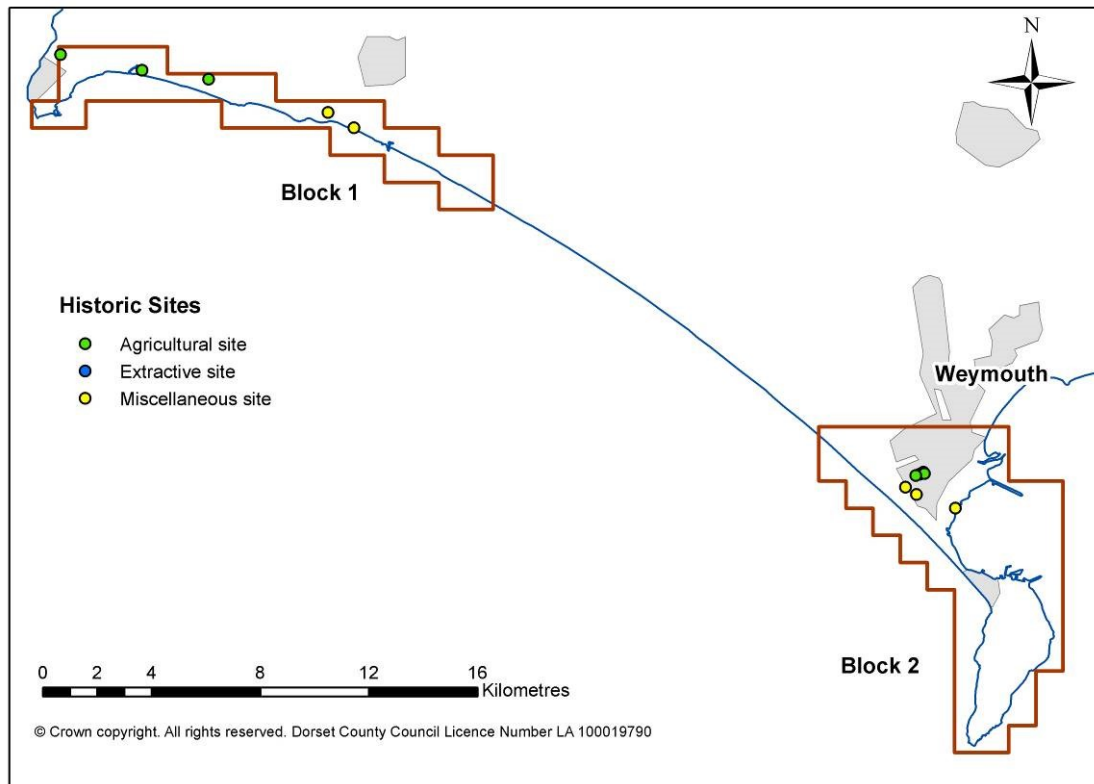 N
Block 1
Historic Sites
Agricultural site
Extractive site
Miscellaneous site
Weymouth
Block 2
0 2 4 8 12 16
Kilometres
© Crown copyright. All rights reserved. Dorset County Council Licence Number LA 100019790